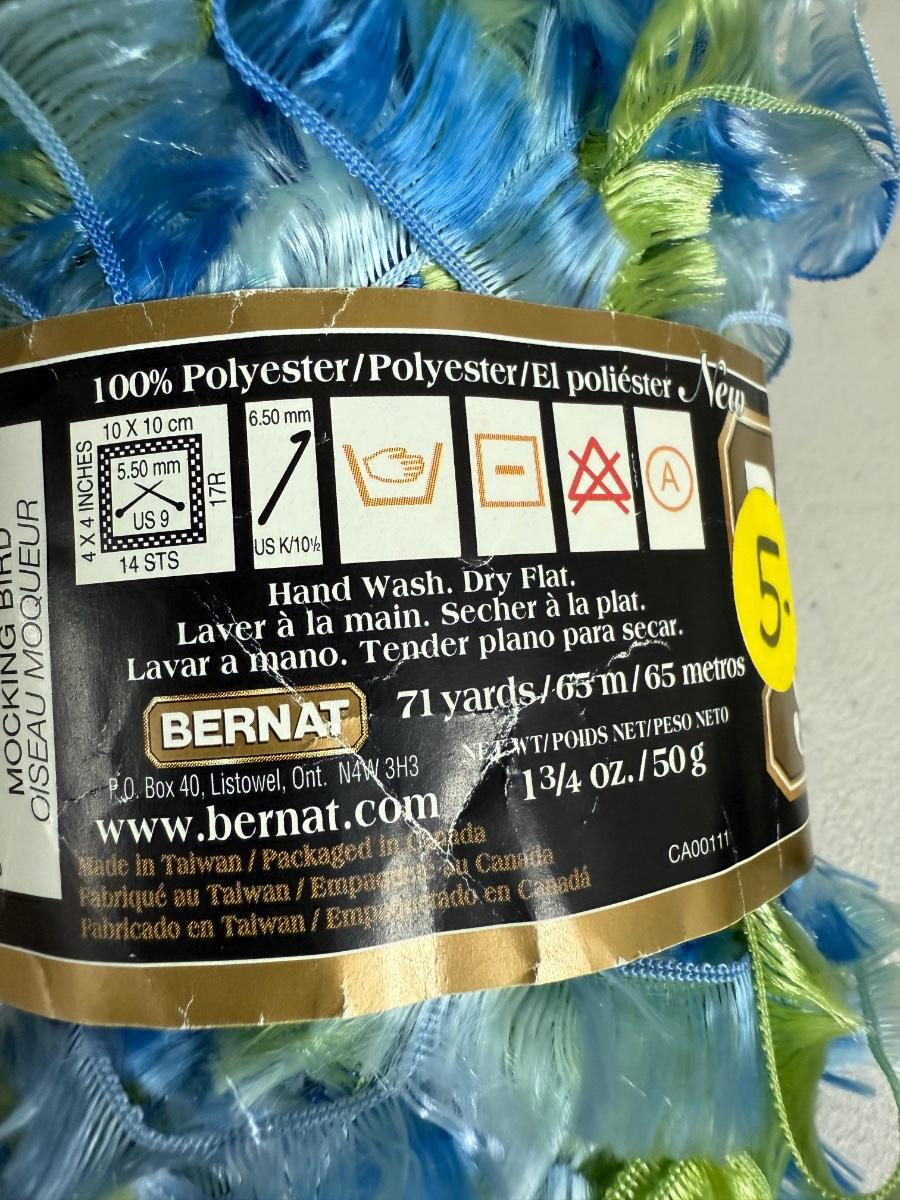 100% Polyester/Polyester/El poliéster
New
10 X 10 cm
4 X 4 INCHES
5.50 mm
US 9
17R
14 STS
6.50 mm
US K/10½
A
Hand Wash. Dry Flat.
Laver à la main. Secher à la plat.
Lavar a mano. Tender plano para secar.
MOCKING BIRD
OISEAU MOQUEUR
BERNAT
71 yards/65 m/65 metros
P.O. Box 40, Listowel, Ont. N4W 3H3
NET WT/POIDS NET/PESO NETO
1 3/4 oz./50 g
www.bernat.com
Made in Taiwan / Packaged in Canada
Fabriqué au Taiwan / Empaqueté au Canada
Fabricado en Taiwan / Empaquetado en Canadá
CA00111
5.